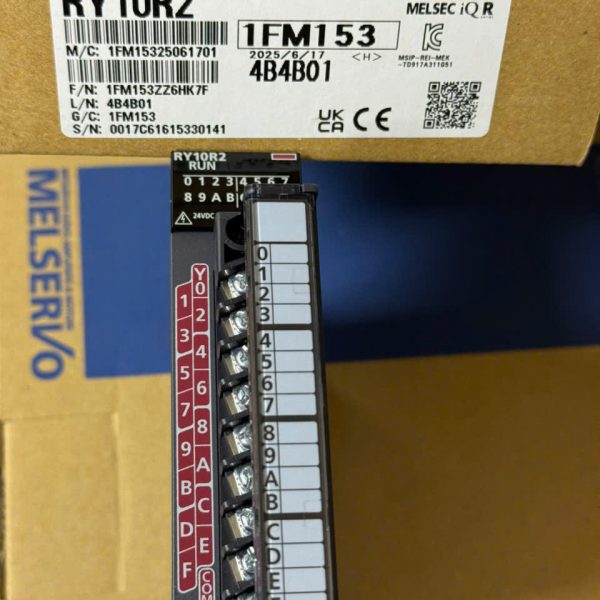 RY10R2
MELSEC iQ R
M/C: 1FM15325061701
1FM153
2025/6/17 <H>
4B4B01
MSIP-REI-MEK
-TD917A311051
F/N: 1FM153ZZ6HK7F
L/N: 4B4B01
G/C: 1FM153
S/N: 0017C61615330141
UK
CA
CE
MELSERVO
RY10R2
RUN
0 1 2 3 4 5 6 7
8 9 A B
24VDC
Y0
1
2
3
4
5
6
7
8
9
A
B
C
D
E
F
COM
0
1
2
3
4
5
6
7
8
9
A
B
C
D
E